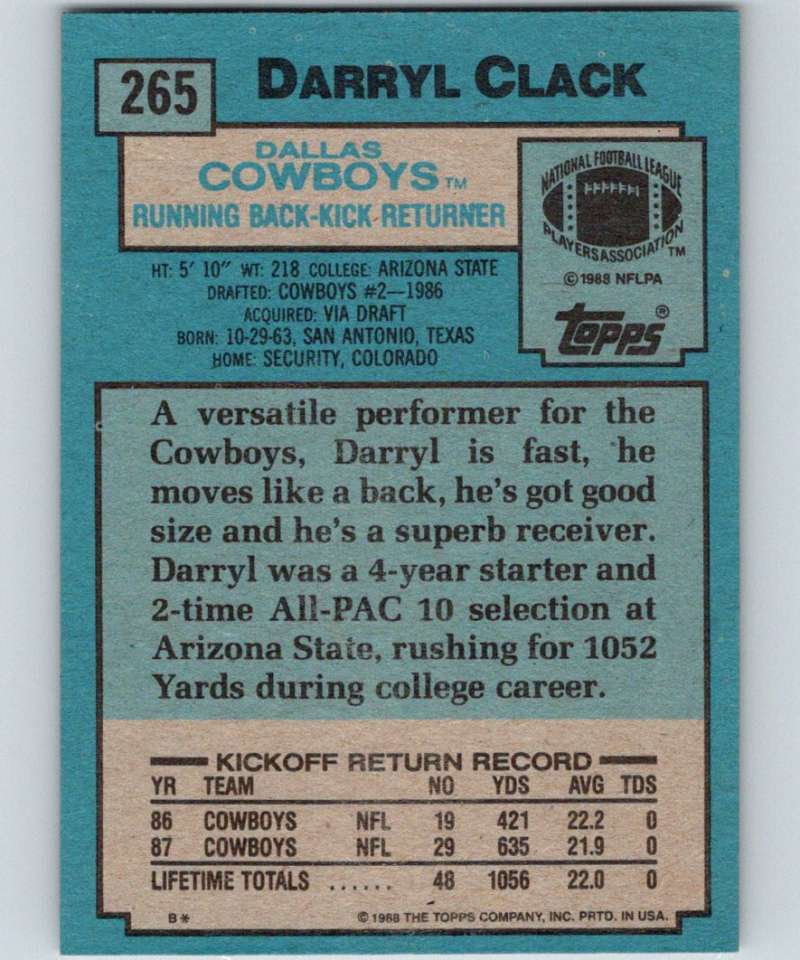 265
DARRYL CLACK
DALLAS
COWBOYS™
RUNNING BACK-KICK RETURNER
NATIONAL FOOTBALL LEAGUE
PLAYERS ASSOCIATION™
©1988 NFLPA
TOPPS®
HT: 5' 10" WT: 218 COLLEGE: ARIZONA STATE
DRAFTED: COWBOYS #2—1986
ACQUIRED: VIA DRAFT
BORN: 10-29-63, SAN ANTONIO, TEXAS
HOME: SECURITY, COLORADO
A versatile performer for the
Cowboys, Darryl is fast, he
moves like a back, he's got good
size and he's a superb receiver.
Darryl was a 4-year starter and
2-time All-PAC 10 selection at
Arizona State, rushing for 1052
Yards during college career.
KICKOFF RETURN RECORD
YR TEAM NO YDS AVG TDS
86 COWBOYS NFL 19 421 22.2 0
87 COWBOYS NFL 29 635 21.9 0
LIFETIME TOTALS ...... 48 1056 22.0 0
B* ©1988 THE TOPPS COMPANY, INC. PRTD. IN USA.